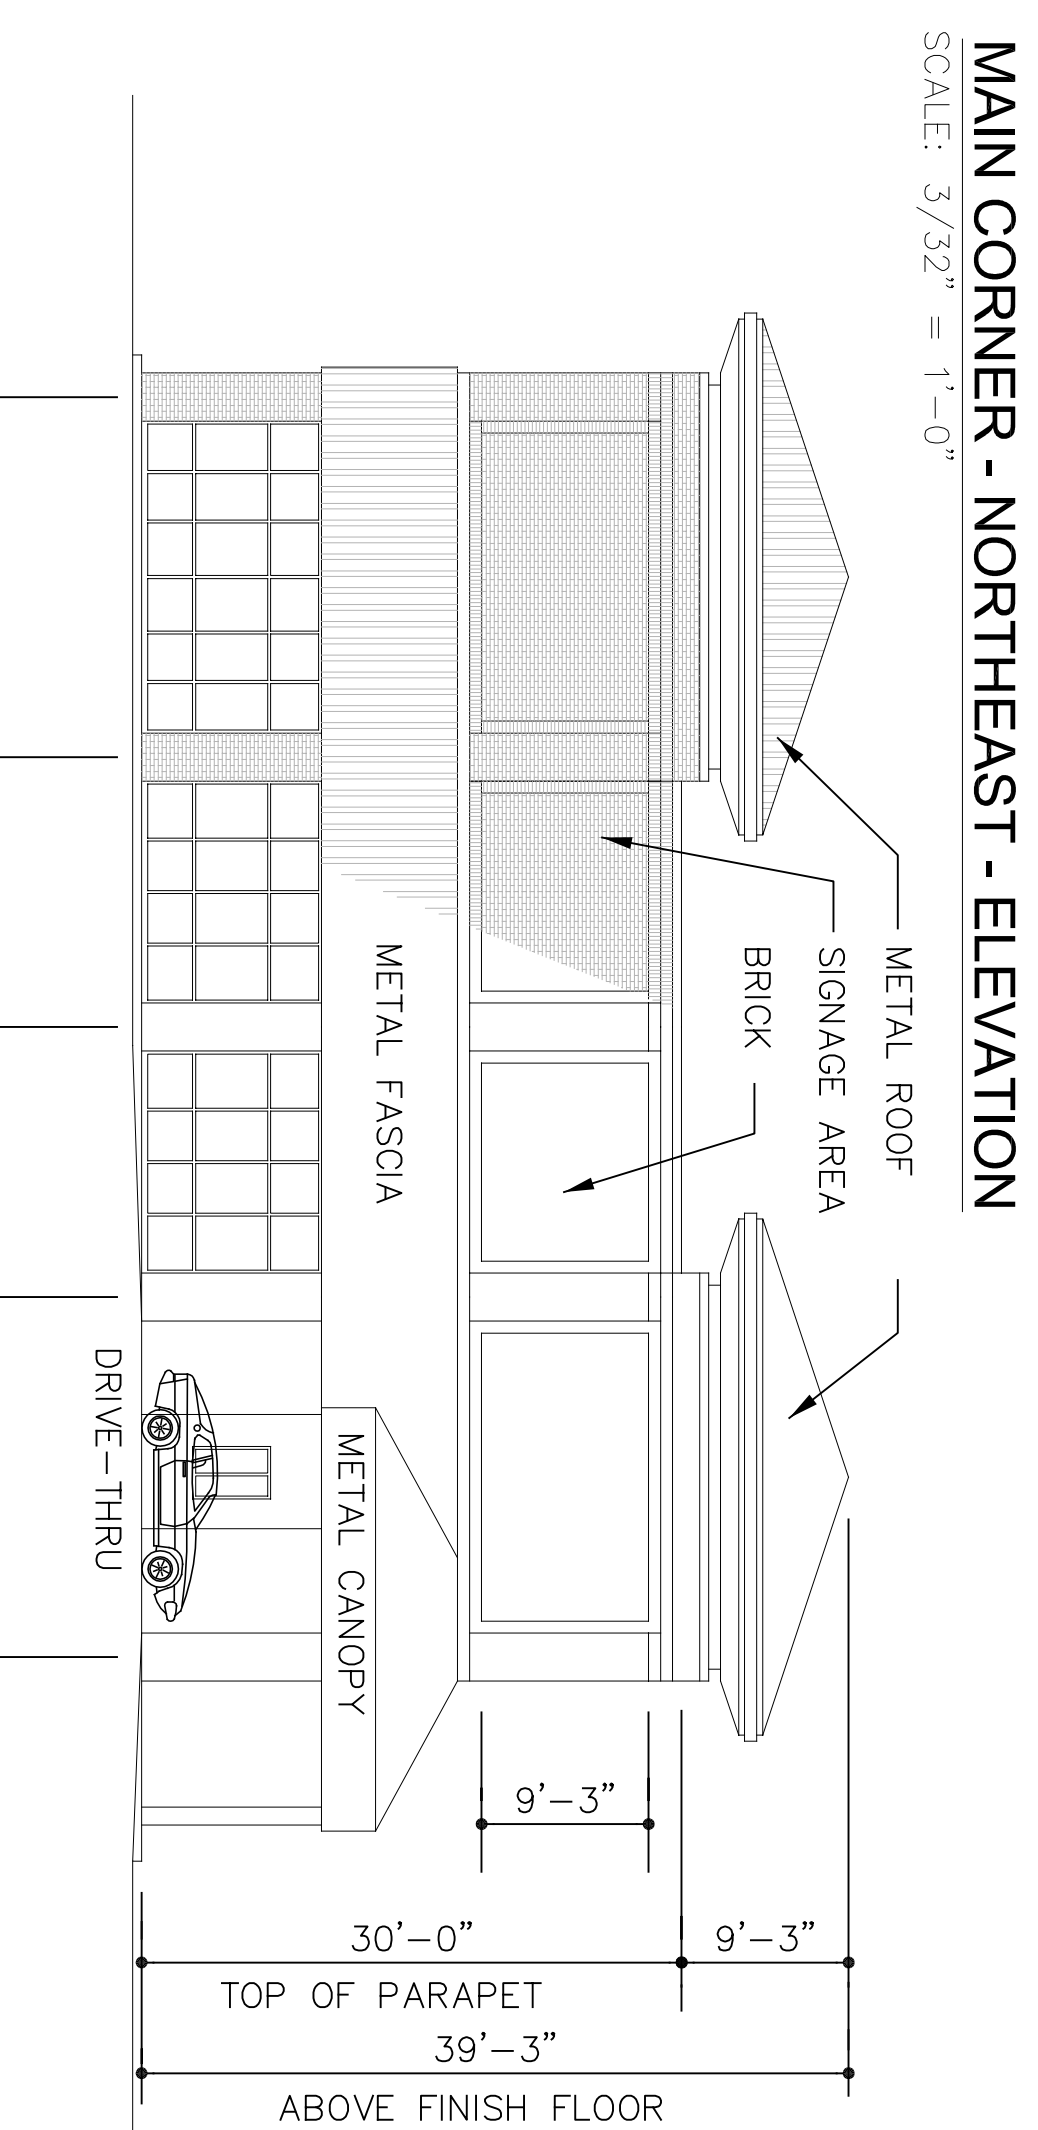 MAIN CORNER - NORTHEAST - ELEVATION
SCALE: 3/32" = 1'-0"
METAL ROOF
SIGNAGE AREA
BRICK
METAL FASCIA
METAL CANOPY
DRIVE-THRU
9'-3"
9'-3"
30'-0"
TOP OF PARAPET
39'-3"
ABOVE FINISH FLOOR